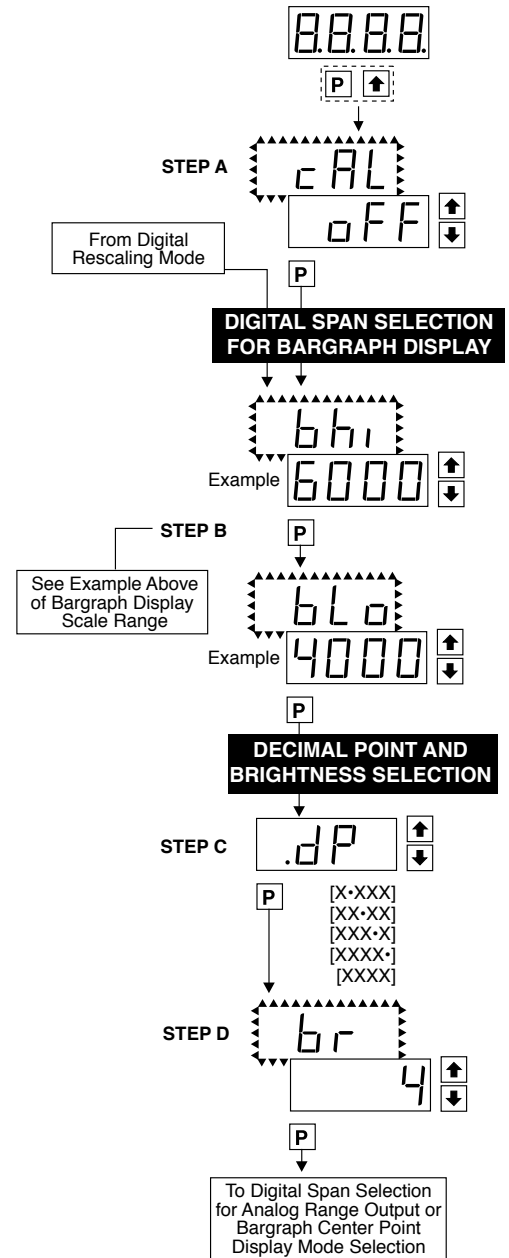 8.8.8.8.
P
STEP A
cAL
oFF
From Digital
Rescaling Mode
P
DIGITAL SPAN SELECTION
FOR BARGRAPH DISPLAY
bhi
Example 6000
STEP B
P
See Example Above
of Bargraph Display
Scale Range
bLo
Example 4000
P
DECIMAL POINT AND
BRIGHTNESS SELECTION
STEP C
.dP
P
[X•XXX]
[XX•XX]
[XXX•X]
[XXXX•]
[XXXX]
STEP D
br
4
P
To Digital Span Selection
for Analog Range Output or
Bargraph Center Point
Display Mode Selection